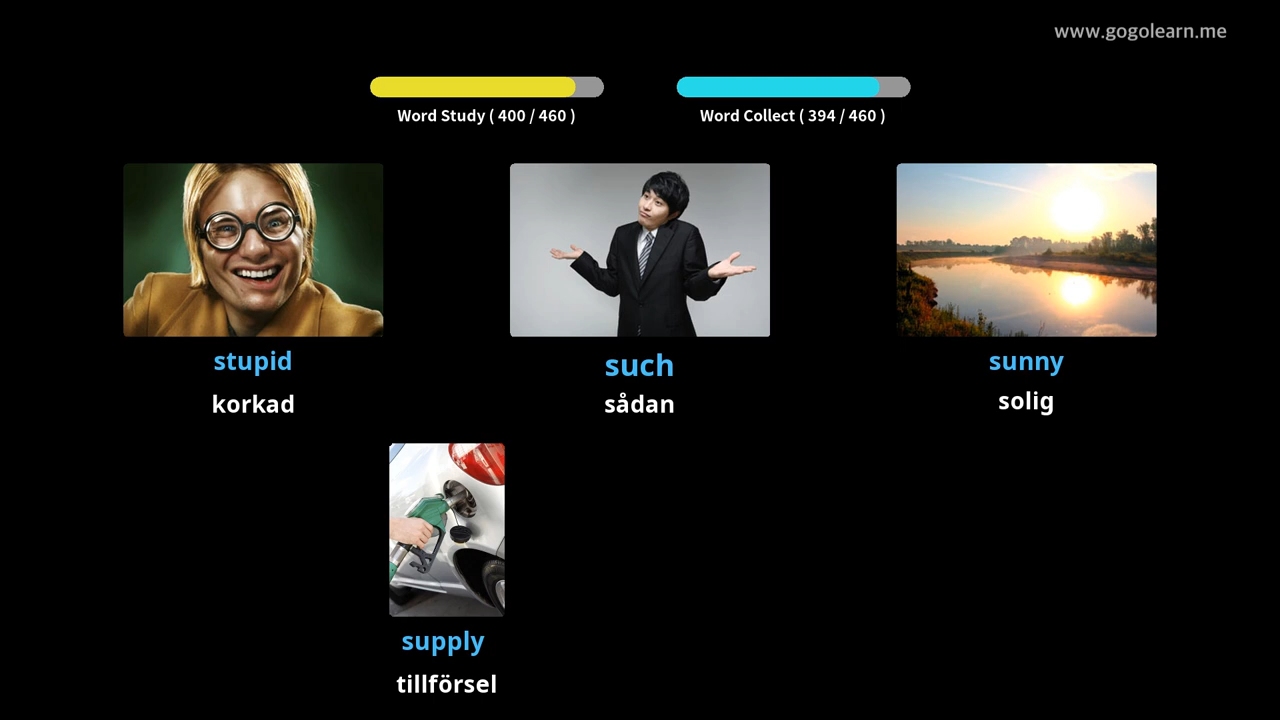 www.gogolearn.me
Word Study ( 400 / 460 )
Word Collect ( 394 / 460 )
stupid
korkad
such
sådan
sunny
solig
supply
tillförsel